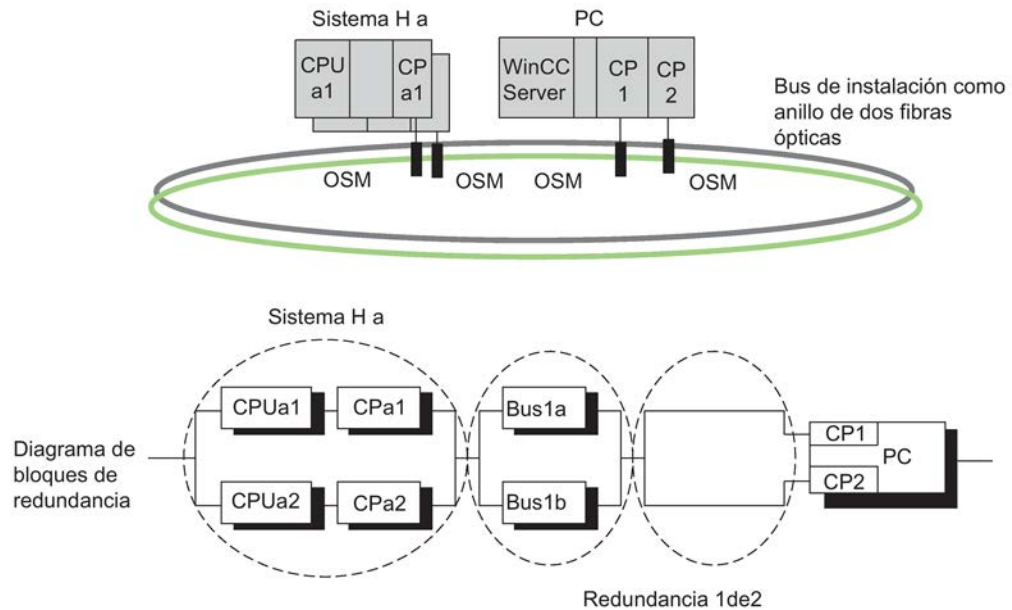 Sistema H a
PC
CPU
a1
CP
a1
WinCC
Server
CP
1
CP
2
Bus de instalación como
anillo de dos fibras
ópticas
OSM
OSM
OSM
OSM
Sistema H a
Diagrama de
bloques de
redundancia
CPUa1
CPa1
Bus1a
CP1
PC
CPUa2
CPa2
Bus1b
CP2
Redundancia 1de2